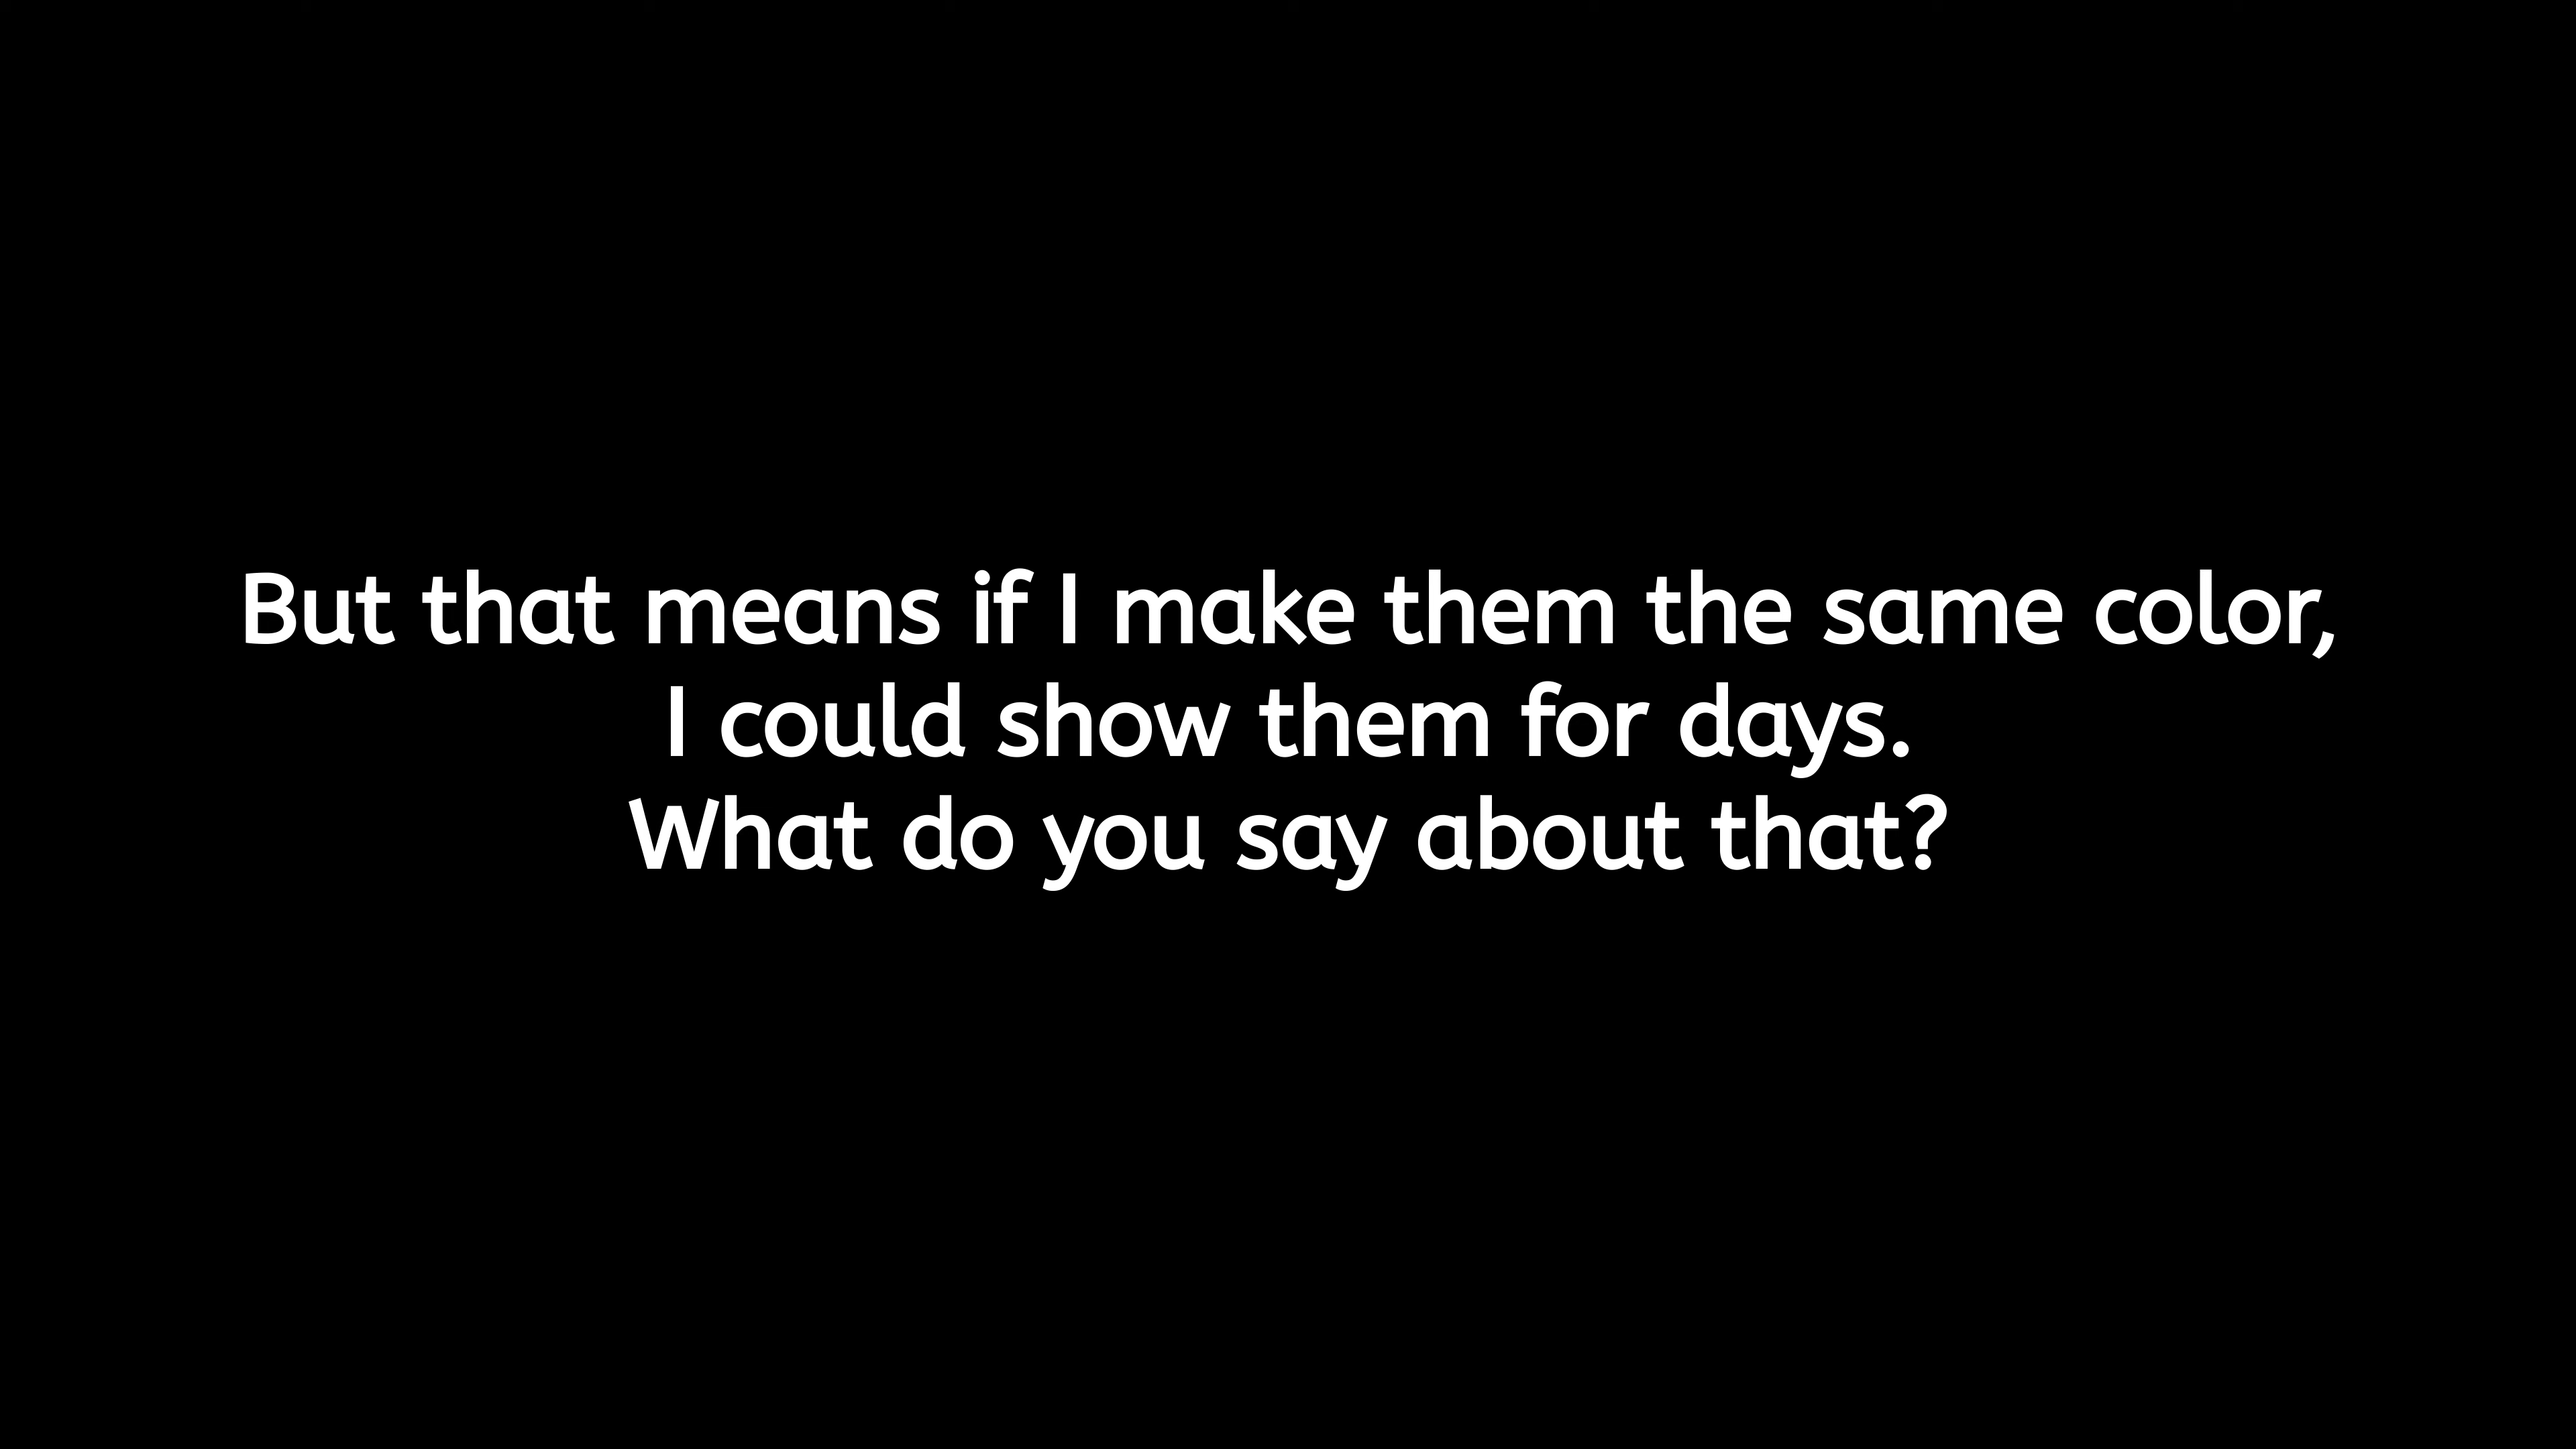 But that means if I make them the same color,
I could show them for days.
What do you say about that?